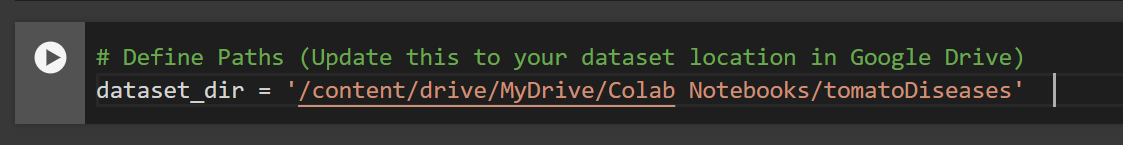 # Define Paths (Update this to your dataset location in Google Drive)
dataset_dir = '/content/drive/MyDrive/Colab Notebooks/tomatoDiseases'